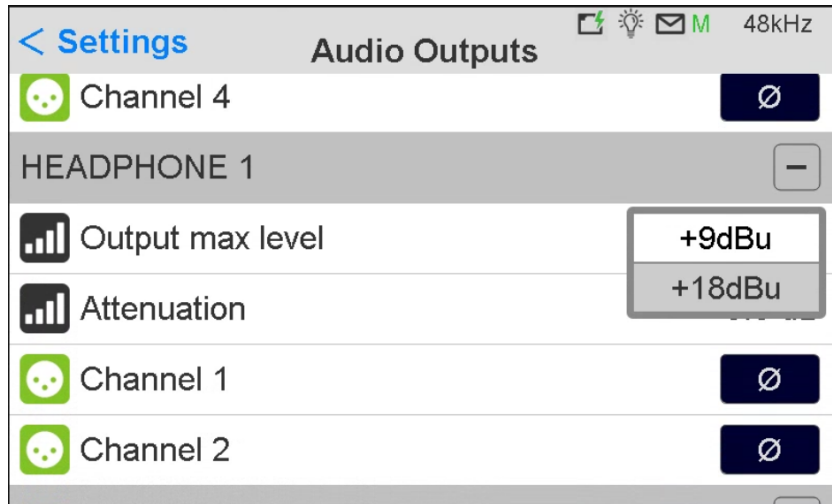 < Settings
Audio Outputs
M
48kHz
Channel 4
Ø
HEADPHONE 1
Output max level
+9dBu
+18dBu
Attenuation
Channel 1
Ø
Channel 2
Ø